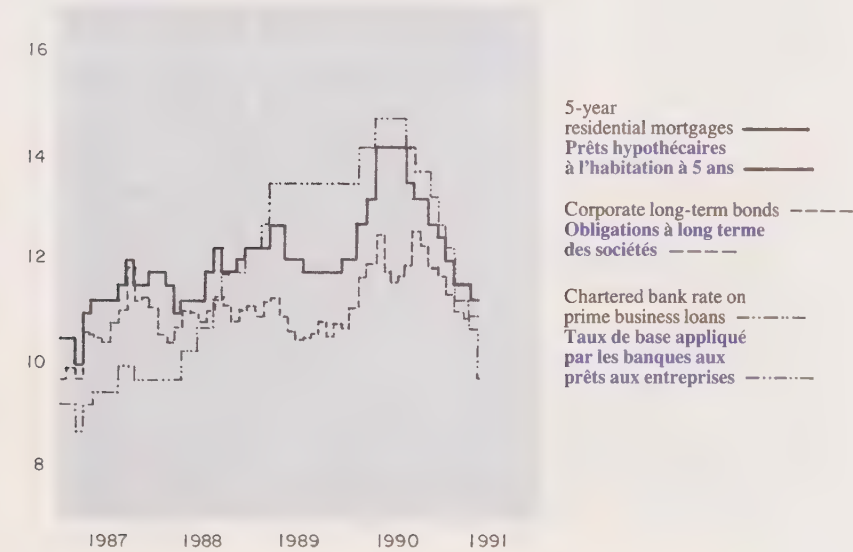 16
14
12
10
8
1987 1988 1989 1990 1991
5-year
residential mortgages
Prêts hypothécaires
à l'habitation à 5 ans
Corporate long-term bonds
Obligations à long terme
des sociétés
Chartered bank rate on
prime business loans
Taux de base appliqué
par les banques aux
prêts aux entreprises